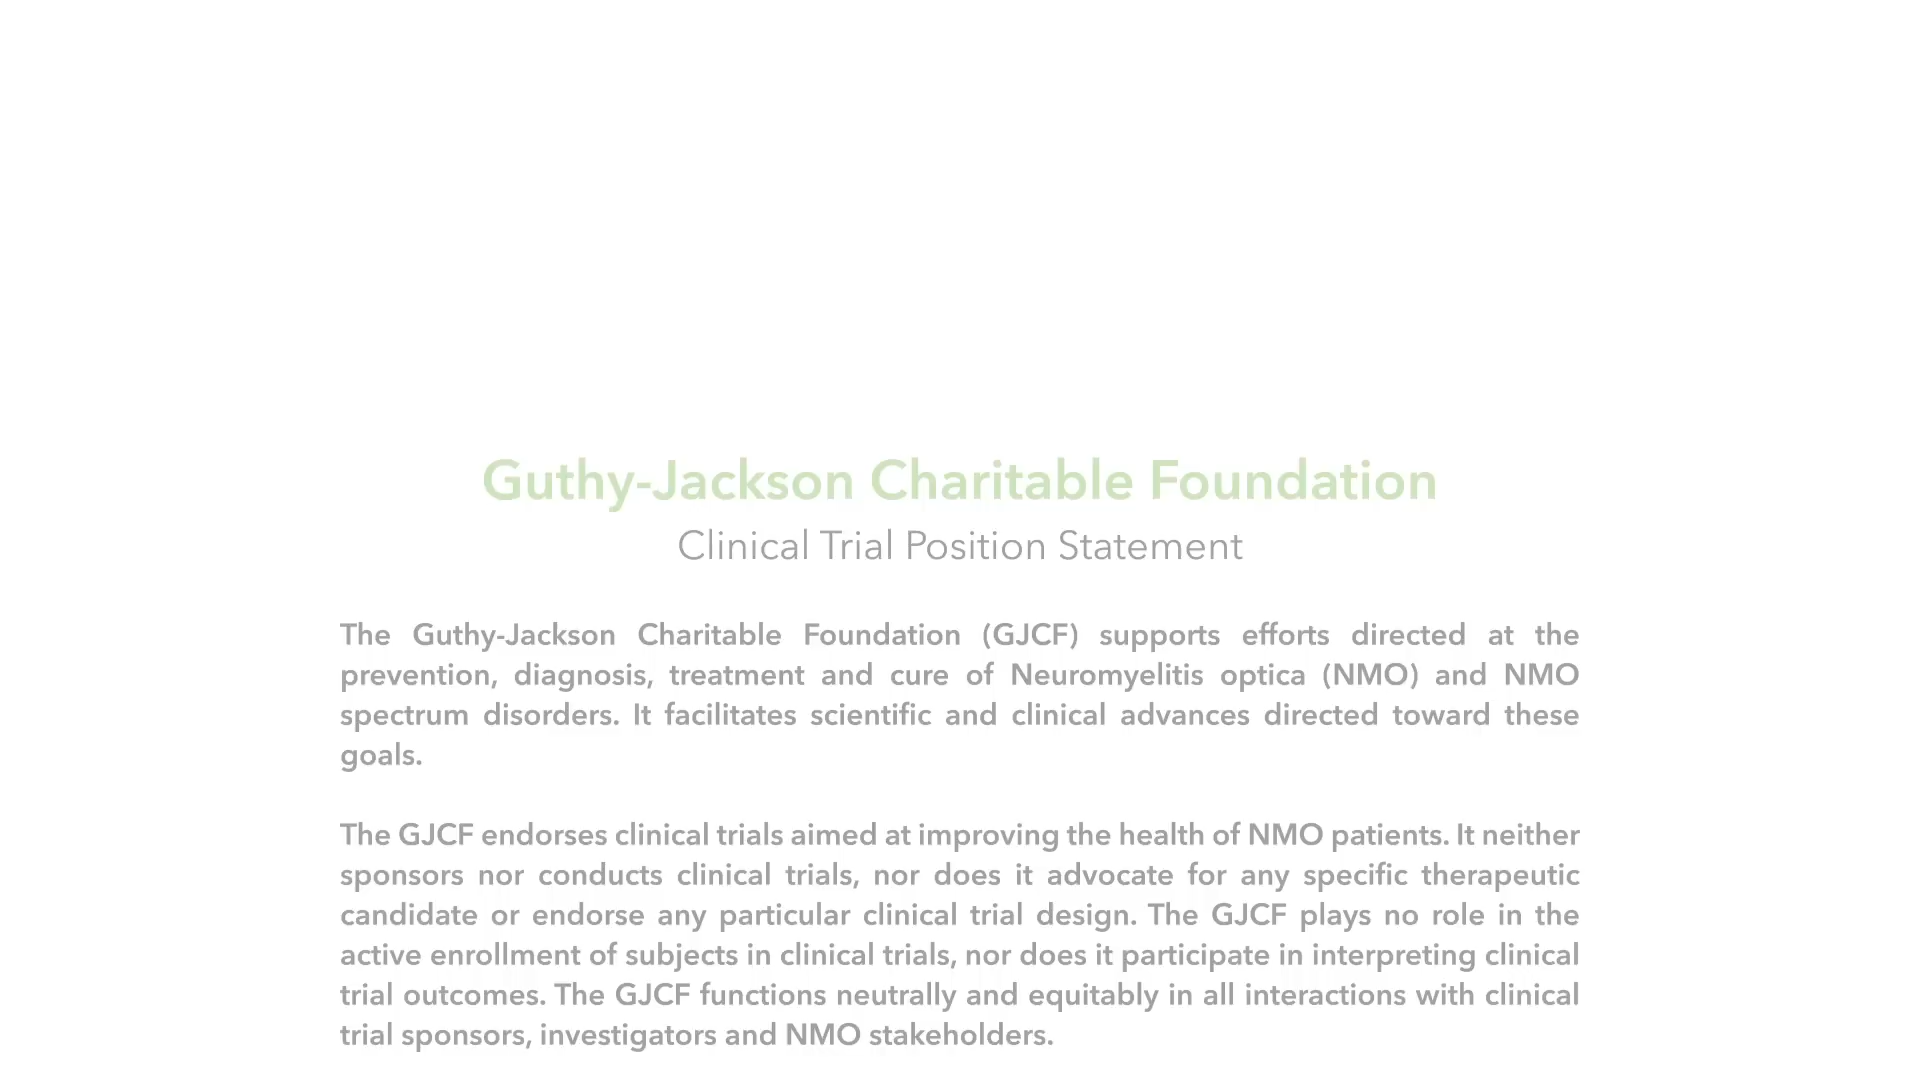 Guthy-Jackson Charitable Foundation
Clinical Trial Position Statement
The Guthy-Jackson Charitable Foundation (GJCF) supports efforts directed at the
prevention, diagnosis, treatment and cure of Neuromyelitis optica (NMO) and NMO
spectrum disorders. It facilitates scientific and clinical advances directed toward these
goals.
The GJCF endorses clinical trials aimed at improving the health of NMO patients. It neither
sponsors nor conducts clinical trials, nor does it advocate for any specific therapeutic
candidate or endorse any particular clinical trial design. The GJCF plays no role in the
active enrollment of subjects in clinical trials, nor does it participate in interpreting clinical
trial outcomes. The GJCF functions neutrally and equitably in all interactions with clinical
trial sponsors, investigators and NMO stakeholders.